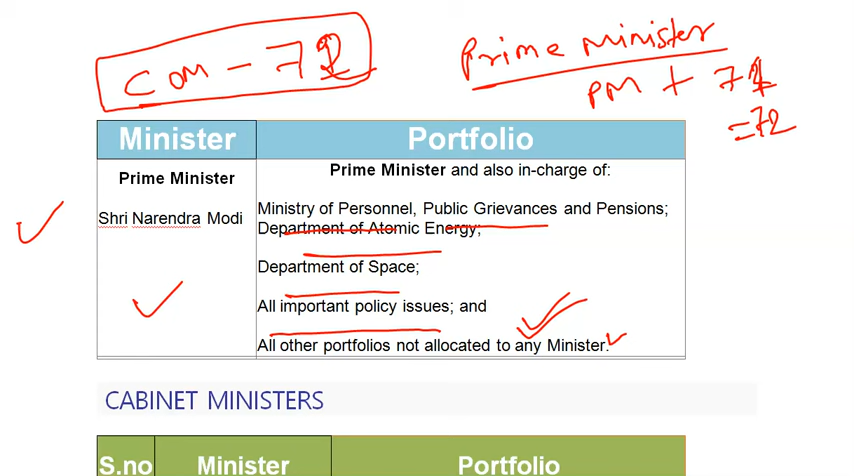 COM - 72
Prime Minister
PM + 71
= 72
Minister Portfolio
Prime Minister
Prime Minister and also in-charge of:
Shri Narendra Modi
Ministry of Personnel, Public Grievances and Pensions;
Department of Atomic Energy;
Department of Space;
All important policy issues; and
All other portfolios not allocated to any Minister.
CABINET MINISTERS
S.no Minister Portfolio